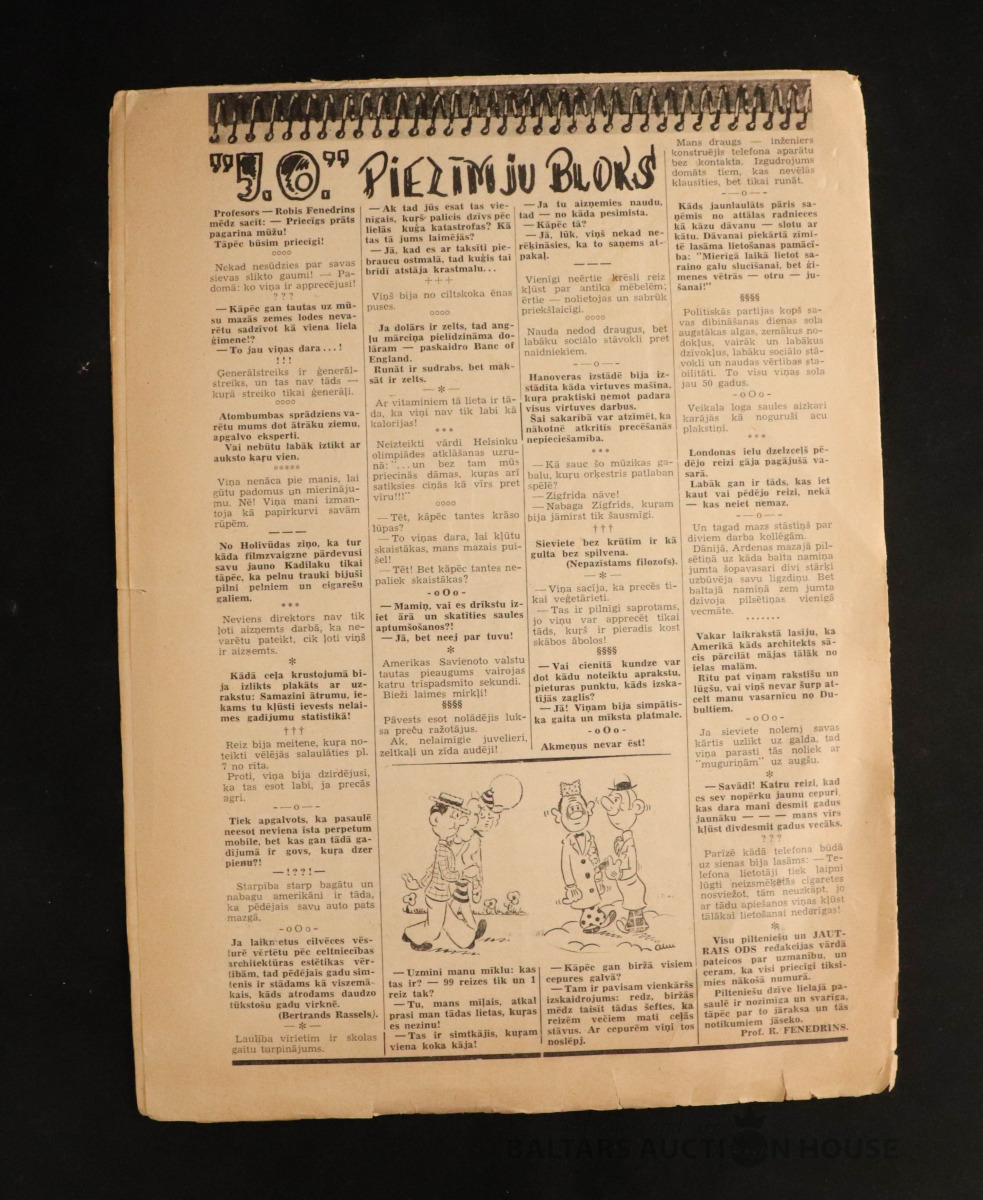 "J.O." PIEZĪMJU BLOKS
Profesors — Robis Fenedrins
mēdz sacīt: — Priecīgs prāts
pagarina mūžu!
Tāpēc būsim priecīgi!
oooo
Nekad nesūdzies par savas
sievas slikto gaumi! — Pa-
domā: ko viņa ir apprecējusi!
? ? ?
— Kāpēc gan tautas uz mū-
su mazās zemes lodes neva-
rētu sadzīvot kā viena liela
ģimene!?
— To jau viņas dara . . . !
! ! !
Ģenerālstreiks ir ģenerāl-
streiks, un tas nav tāds —
kurā streiko tikai ģenerāļi.
oooo
Atombumbas sprādziens va-
rētu mums dot ātrāku ziemu,
apgalvo eksperti.
Vai nebūtu labāk iztikt ar
auksto kaŗu vien.
ooooo
Viņa nenāca pie manis, lai
gūtu padomus un mierināju-
mu. Nē! Viņa mani izman-
toja kā papīrkurvi savām
rūpēm.
— — —
No Holivūdas ziņo, ka tur
kāda filmzvaigzne pārdevusi
savu jauno Kadilaku tikai
tāpēc, ka pelnu trauki bijuši
pilni pelniem un cigarešu
galiem.
***
Neviens direktors nav tik
ļoti aizņemts darbā, ka ne-
varētu pateikt, cik ļoti viņš
ir aizņemts.
*
Kādā ceļa krustojumā bi-
ja izlikts plakāts ar uz-
rakstu: Samazini ātrumu, ie-
kams tu kļūsti ievests nelai-
mes gadījumu statistikā!
†††
Reiz bija meitene, kuŗa no-
teikti vēlējās salaulāties pl.
7 no rīta.
Proti, viņa bija dzirdējusi,
ka tas esot labi, ja precās
agri.
— —o— —
Tiek apgalvots, ka pasaulē
neesot neviena īsta perpetum
mobile, bet kas gan tādā ga-
dījumā ir govs, kuŗa dzer
pienu?!
— ! ? ? ! —
Starpība starp bagātu un
nabagu amerikāni ir tāda,
ka pēdējais savu auto pats
mazgā.
-oOo-
Ja laikmetus cilvēces vēs-
turē vērtētu pēc celtniecības
architektūras estētikas vēr-
tībām, tad pēdējais gadu sim-
tenis ir stādams kā viszemā-
kais, kāds atrodams daudzo
tūkstošu gadu virknē.
(Bertrands Rassels).
— * —
Laulība vīrietim ir skolas
gaitu turpinājums.
— Ak tad jūs esat tas vie-
nīgais, kuŗš palicis dzīvs pēc
lielās kuģa katastrofas? Kā
tas tā jums laimējās?
— Jā, kad es ar taksīti pie-
braucu ostmalā, tad kuģis tai
brīdī atstāja krastmalu...
+++
Viņš bija no ciltskoka ēnas
puses.
oooo
Ja dolārs ir zelts, tad ang-
ļu mārciņa pielīdzināma do-
lāram — paskaidro Banc of
England.
Runāt ir sudrabs, bet mak-
sāt ir zelts.
— * —
Ar vitamīniem tā lieta ir tā-
da, ka viņi nav tik labi kā
kalorijas!
***
Neizteikti vārdi Helsinku
olimpiādes atklāšanas uzru-
nā: "...un bez tam mūs
priecinās dāmas, kuŗas arī
satiksies cīņās kā vīrs pret
vīru!!!"
oooo
— Tēt, kāpēc tantes krāso
lūpas?
— To viņas dara, lai kļūtu
skaistākas, mans mazais pui-
šel!
— Tēt! Bet kāpēc tantes ne-
paliek skaistākas?
-oOo-
— Mamiņ, vai es drīkstu iz-
iet ārā un skatīties saules
aptumšošanos?!
— Jā, bet neej par tuvu!
*
Amerikas Savienoto valstu
tautas pieaugums vairojas
katru trīspadsmito sekundi.
Bieži laimes mirkļi!
§§§§
Pāvests esot nolādējis luk-
sa preču ražotājus.
Ak, nelaimīgie juvelieri,
zeltkaļi un zīda audēji!
— Ja tu aizņemies naudu,
tad — no kāda pesimista.
— Kāpēc tā?
— Jā, lūk, viņš nekad ne-
rēķināsies, ka to saņems at-
pakaļ.
— — —
Vienīgi neērtie krēsli reiz
kļūst par antīka mēbelēm;
ērtie — nolietojas un sabrūk
priekšlaicīgi.
oooo
Nauda nedod draugus, bet
labāku sociālo stāvokli pret
naidniekiem.
— —o— —
Hanoveras izstādē bija iz-
stādīta kāda virtuves mašīna,
kuŗa praktiski ņemot padara
visus virtuves darbus.
Sai sakarībā var atzīmēt, ka
nākotnē atkritīs precēšanās
nepieciešamība.
***
— Kā sauc šo mūzikas ga-
balu, kuŗu orķestris patlaban
spēlē?
— Zigfrīda nāve!
— Nabaga Zigfrīds, kuŗam
bija jāmirst tik šausmīgi.
†††
Sieviete bez krūtīm ir kā
gulta bez spilvena.
(Nepazīstams filozofs).
— * —
— Viņa sacīja, ka precēs ti-
kai veģetārieti.
— Tas ir pilnīgi saprotams,
jo viņu var apprecēt tikai
tāds, kuŗš ir pieradis kost
skābos ābolos!
§§§§
— Vai cienītā kundze var
dot kādu noteiktu aprakstu,
pieturas punktu, kāds izska-
tījās zaglis?
— Jā! Viņam bija simpātis-
ka gaita un mīksta platmale.
-oOo-
Akmeņus nevar ēst!
Mans draugs — inženiers
konstruējis telefona aparātu
bez kontakta. Izgudrojums
domāts tiem, kas nevēlās
klausīties, bet tikai runāt.
— —o— —
Kāds jaunlaulāts pāris sa-
ņēmis no attālas radnieces
kā kāzu dāvanu — slotu ar
kātu. Dāvanai piekārtā zīmī-
tē lasāma lietošanas pamācī-
ba: "Mierīgā laikā lietot sa-
raino galu slucīšanai, bet ģi-
menes vētrās — otru — ju-
šanai!"
§§§§
Politiskās partijas kopš sa-
vas dibināšanas dienas sola
augstākas algas, zemākus no-
dokļus, vairāk un labākus
dzīvokļus, labāku sociālo stā-
vokli un naudas vērtības sta-
bilitāti. To visu viņas sola
jau 50 gadus.
-oOo-
Veikala loga saules aizkari
karājās kā noguruši acu
plakstiņi.
***
Londonas ielu dzelzceļš pē-
dējo reizi gāja pagājušā va-
sarā.
Labāk gan ir tāds, kas iet
kaut vai pēdējo reizi, nekā
— kas neiet nemaz.
— —o— —
Un tagad mazs stāstiņš par
diviem darba kollēgām.
Dānijā, Ardenas mazajā pil-
sētiņā uz kāda balta namiņa
jumta šopavasari divi stārķi
uzbūvēja savu ligzdiņu. Bet
baltajā namiņā zem jumta
dzīvoja pilsētiņas vienīgā
vecmāte.
.......
Vakar laikrakstā lasīju, ka
Amerikā kāds architekts sā-
cis pārcilāt mājas tālāk no
ielas malām.
Rītu pat viņam rakstīšu un
lūgšu, vai viņš nevar šurp at-
celt manu vasarnīcu no Du-
bultiem.
-oOo-
Ja sieviete nolemj savas
kārtis uzlikt uz galda, tad
viņa parasti tās noliek ar
"muguriņām" uz augšu.
*
— Savādi! Katru reizi, kad
es sev nopērku jaunu cepuri,
kas dara mani desmit gadus
jaunāku — — — mans vīrs
kļūst divdesmit gadus vecāks.
? ? ?
Parīzē kādā telefona būdā
uz sienas bija lasāms: — Te-
lefona lietotāji tiek laipni
lūgti neizsmēķētās cigaretes
nosviežot, tām neuzkāpt, jo
ar tādu apiešanos viņas kļūst
tālākai lietošanai nederīgas!
*
Visu pilteniešu un JAUT-
RAIS ODS redakcijas vārdā
pateicos par uzmanību, un
ceram, ka visi priecīgi tiksi-
mies nākošā numurā.
Pilteniešu dzīve lielajā pa-
saulē ir nozīmīga un svarīga,
tāpēc par to jāraksta un tās
notikumiem jāseko.
Prof. R. FENEDRINS.
— Uzmini manu mīklu: kas
tas ir? — 99 reizes tik un 1
reiz tak?
— Tu, mans mīļais, atkal
prasi man tādas lietas, kuŗas
es nezinu!
— Tas ir simtkājis, kuŗam
viena koka kāja!
— Kāpēc gan biržā visiem
cepures galvā?
— Tam ir pavisam vienkāršs
izskaidrojums: redz, biržās
mēdz taisīt tādas šeftes, ka
reizēm večiem mati ceļās
stāvus. Ar cepurēm viņi tos
noslēpj.
BALTARS AUCTION HOUSE